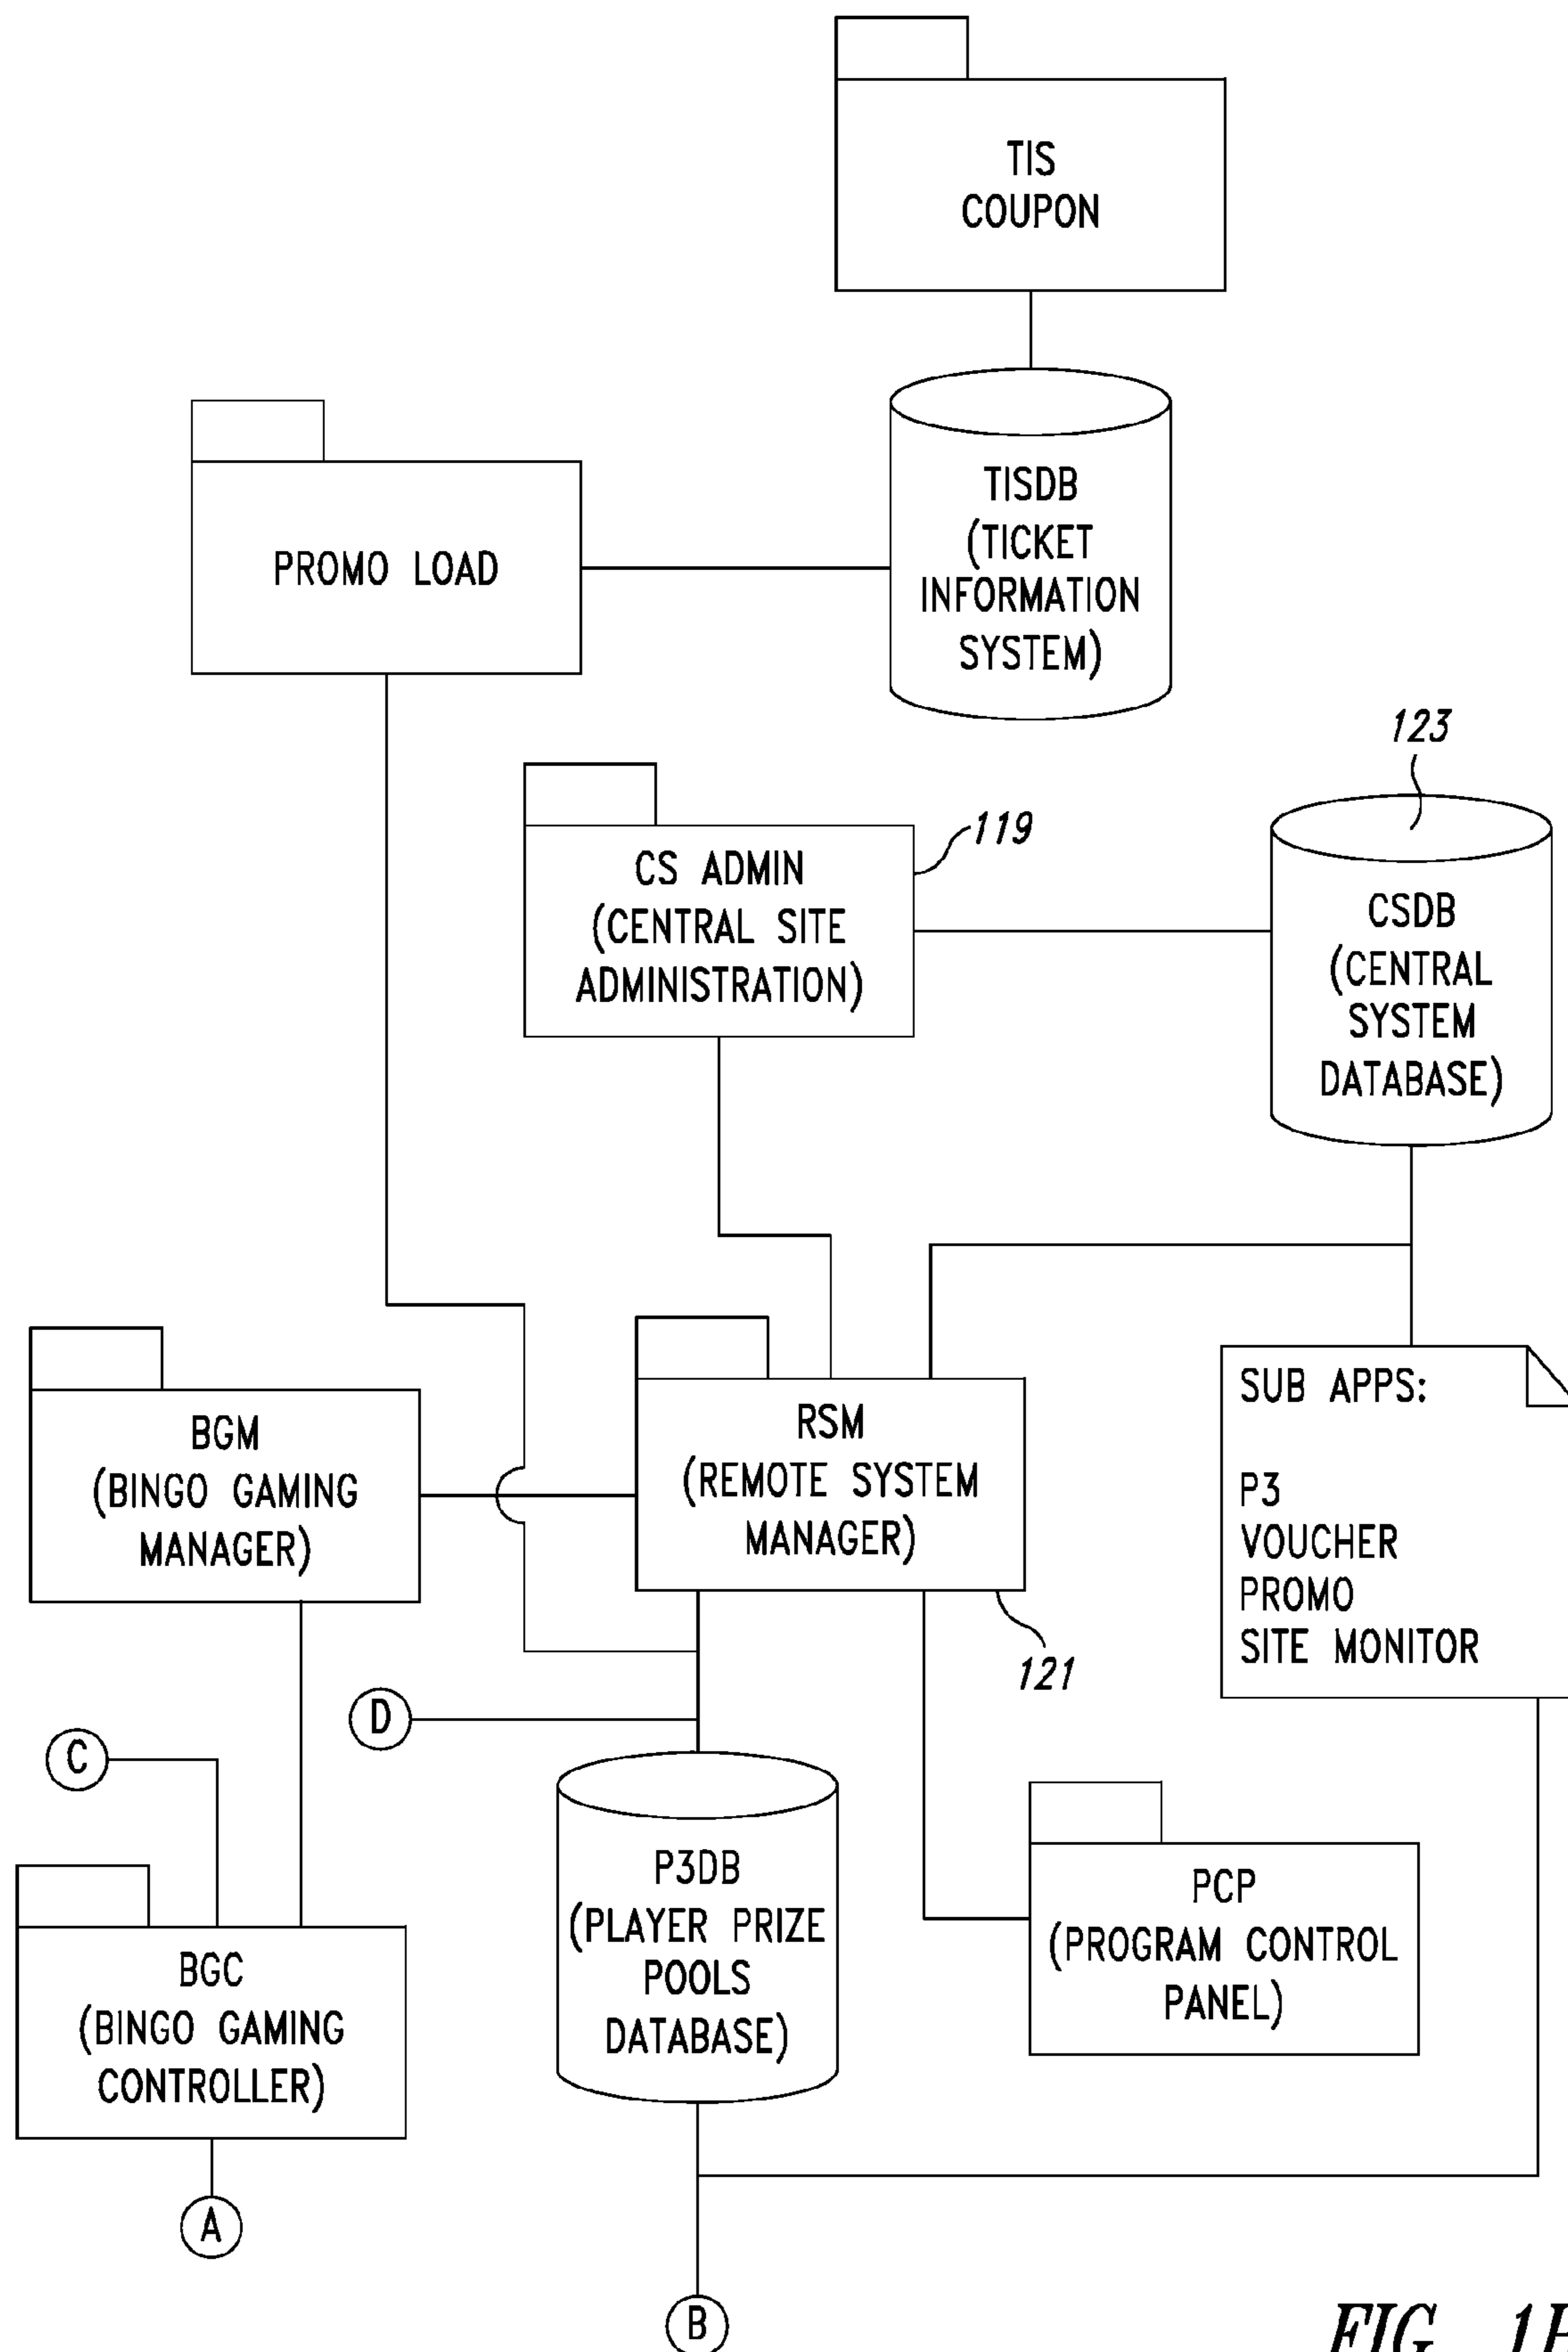 TIS
COUPON
TISDB
(TICKET
INFORMATION
SYSTEM)
PROMO LOAD
123
119
CS ADMIN
(CENTRAL SITE
ADMINISTRATION)
CSDB
(CENTRAL
SYSTEM
DATABASE)
BGM
(BINGO GAMING
MANAGER)
RSM
(REMOTE SYSTEM
MANAGER)
121
SUB APPS:
P3
VOUCHER
PROMO
SITE MONITOR
D
C
P3DB
(PLAYER PRIZE
POOLS
DATABASE)
PCP
(PROGRAM CONTROL
PANEL)
BGC
(BINGO GAMING
CONTROLLER)
A
B
FIG.